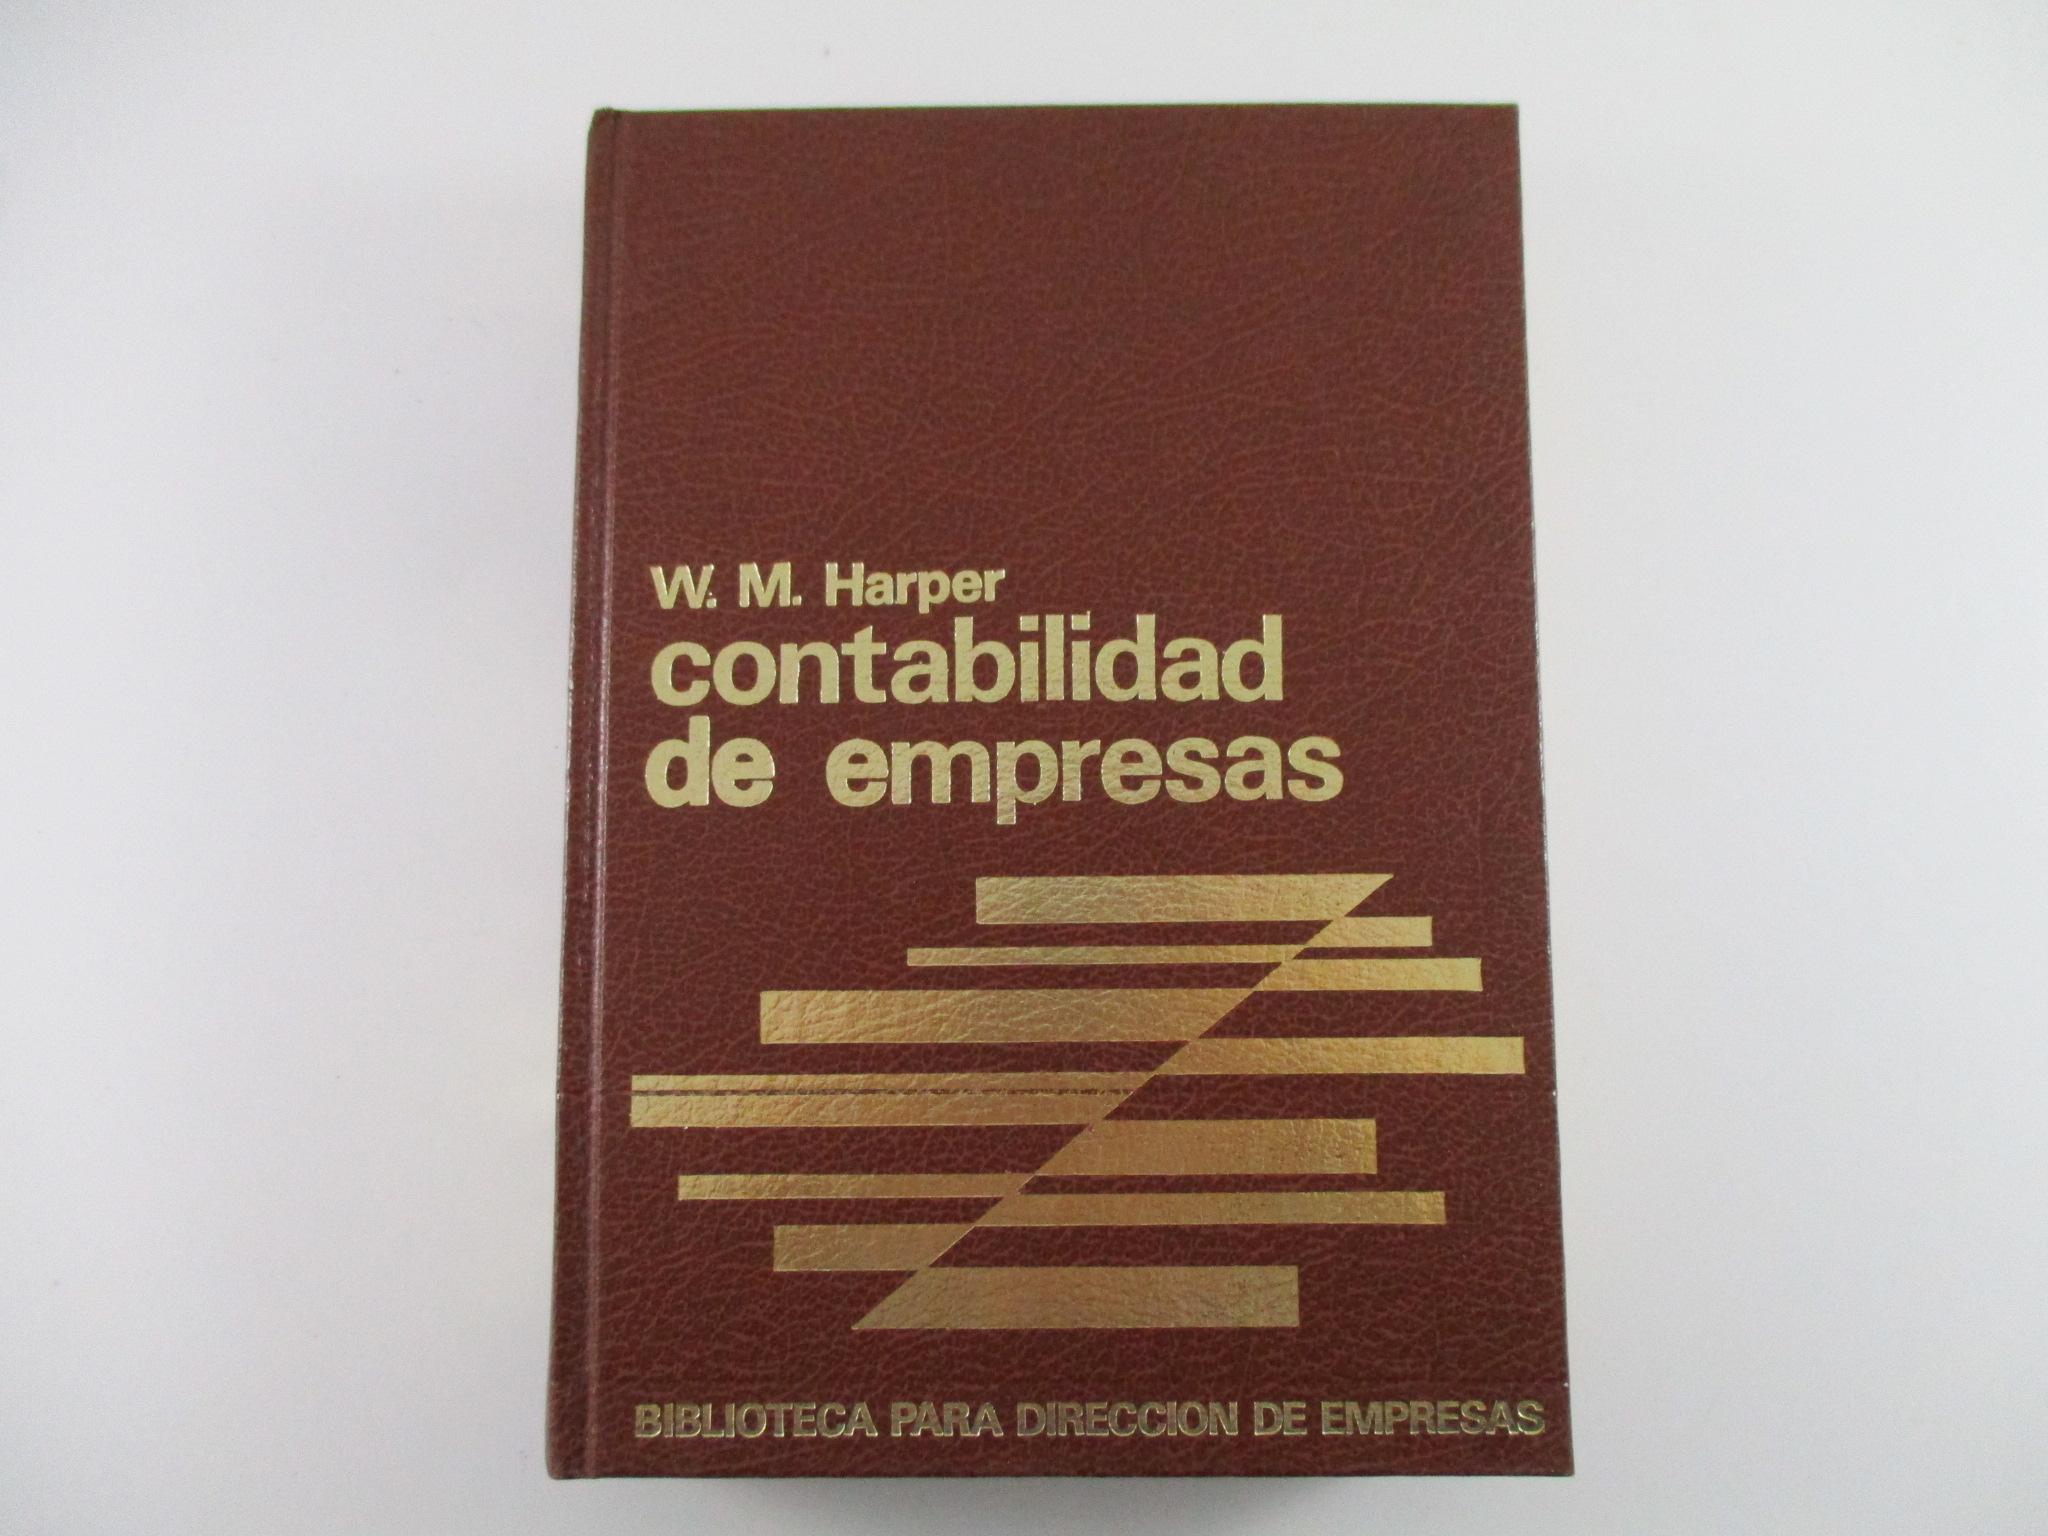 W. M. Harper
contabilidad
de empresas
BIBLIOTECA PARA DIRECCION DE EMPRESAS